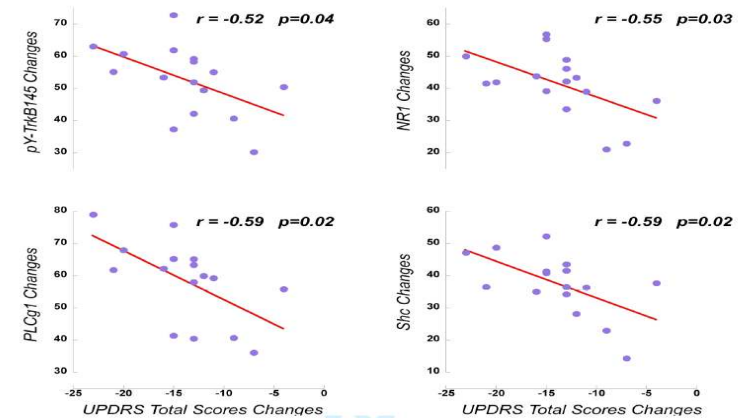 r = -0.52 p=0.04
pY-TrkB145 Changes
70
60
50
40
30
r = -0.55 p=0.03
NR1 Changes
60
50
40
30
20
r = -0.59 p=0.02
PLCg1 Changes
80
70
60
50
40
30
-25 -20 -15 -10 -5 0
UPDRS Total Scores Changes
r = -0.59 p=0.02
Shc Changes
60
50
40
30
20
10
-25 -20 -15 -10 -5 0
UPDRS Total Scores Changes